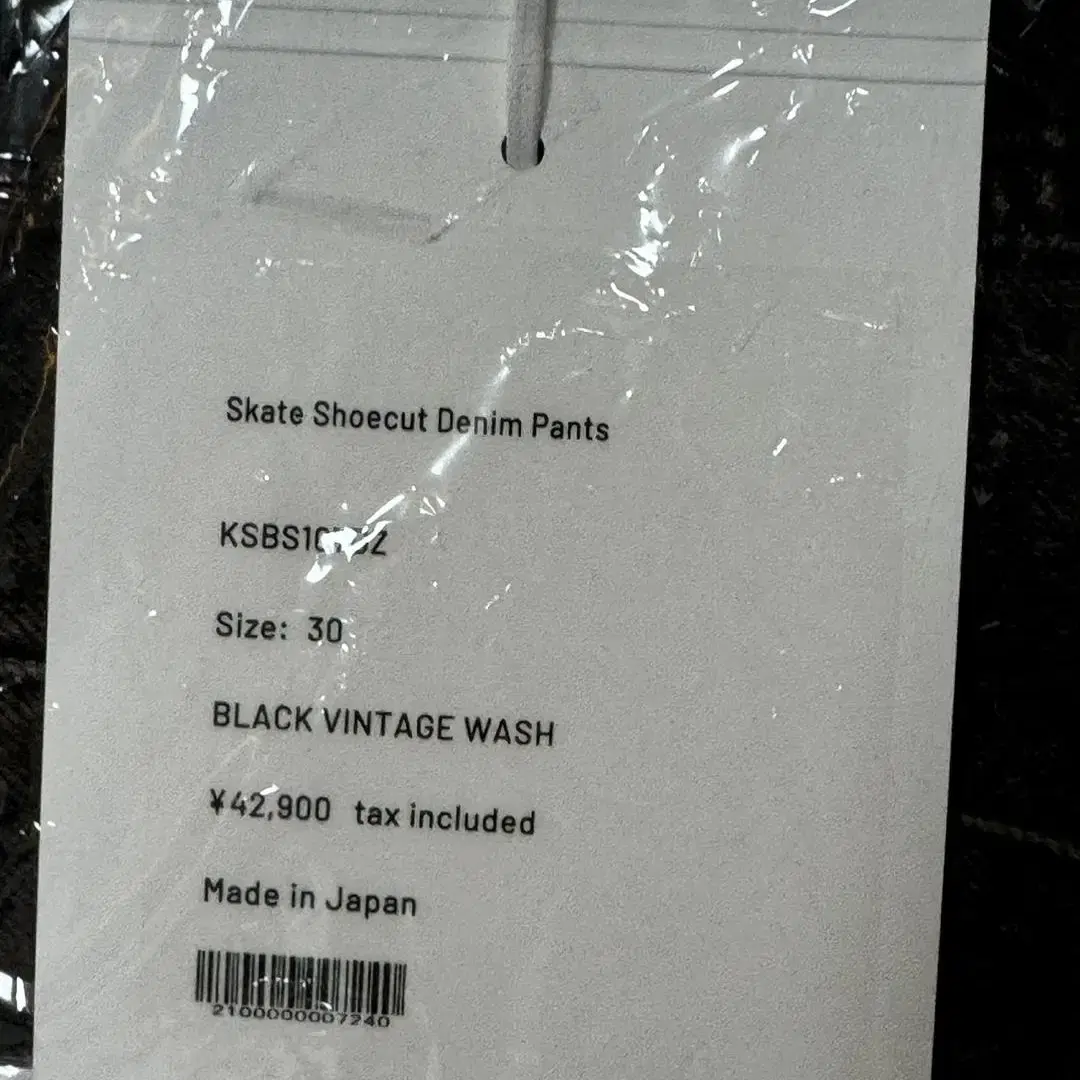 Skate Shoecut Denim Pants
Size: 30
BLACK VINTAGE WASH
¥42,900 tax included
Made in Japan
2100000007240